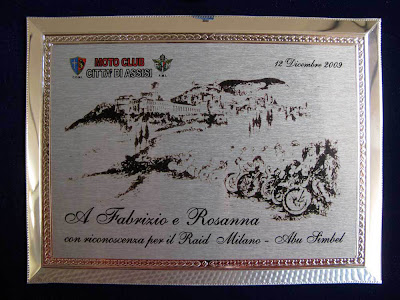 MOTO CLUB
CITTA' DI ASSISI
12 Dicembre 2009
A Fabrizio e Rosanna
con riconoscenza per il Raid Milano - Abu Simbel